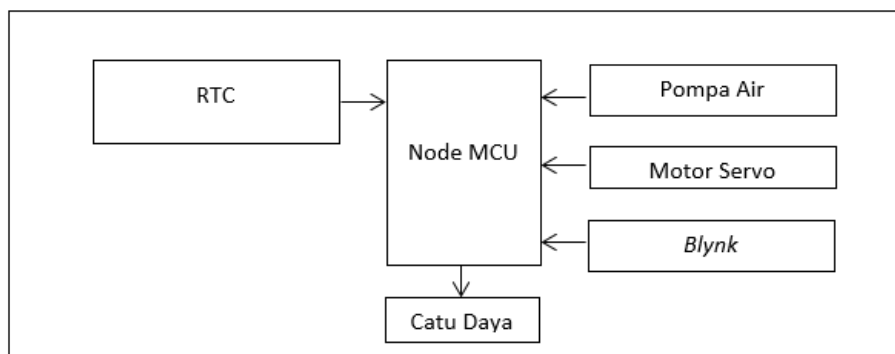 RTC
Node MCU
Pompa Air
Motor Servo
Blynk
Catu Daya